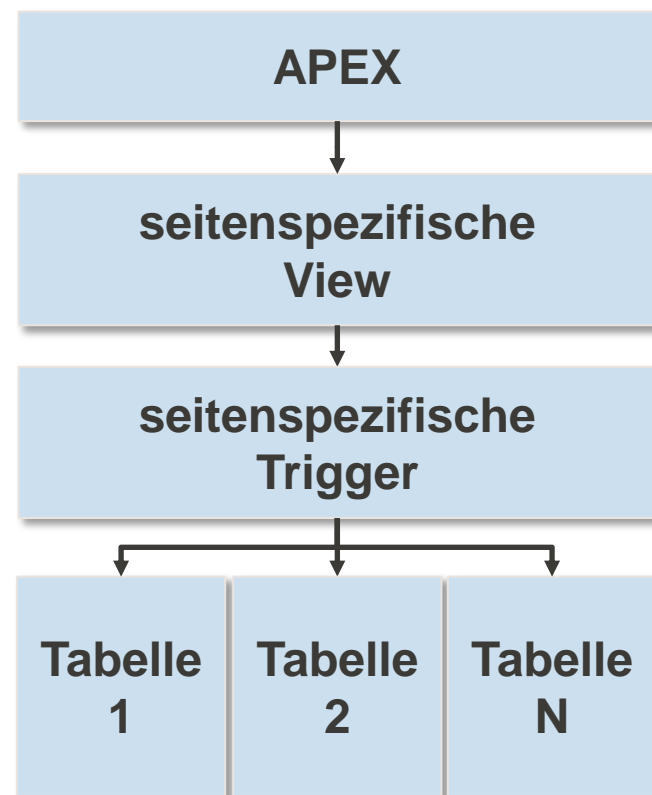 APEX
seitenspezifische
View
seitenspezifische
Trigger
Tabelle
1
Tabelle
2
Tabelle
N